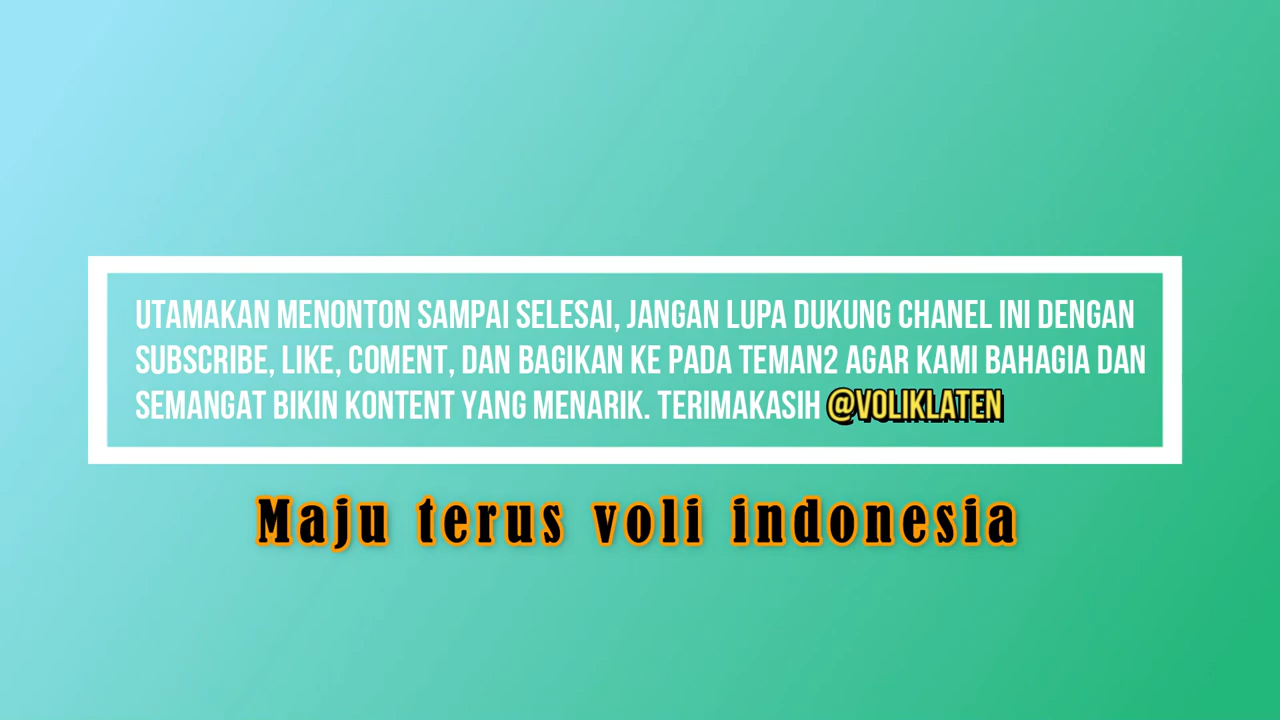 UTAMAKAN MENONTON SAMPAI SELESAI, JANGAN LUPA DUKUNG CHANEL INI DENGAN
SUBSCRIBE, LIKE, COMENT, DAN BAGIKAN KE PADA TEMAN2 AGAR KAMI BAHAGIA DAN
SEMANGAT BIKIN KONTENT YANG MENARIK. TERIMAKASIH @VOLIKLATEN
Maju terus voli indonesia